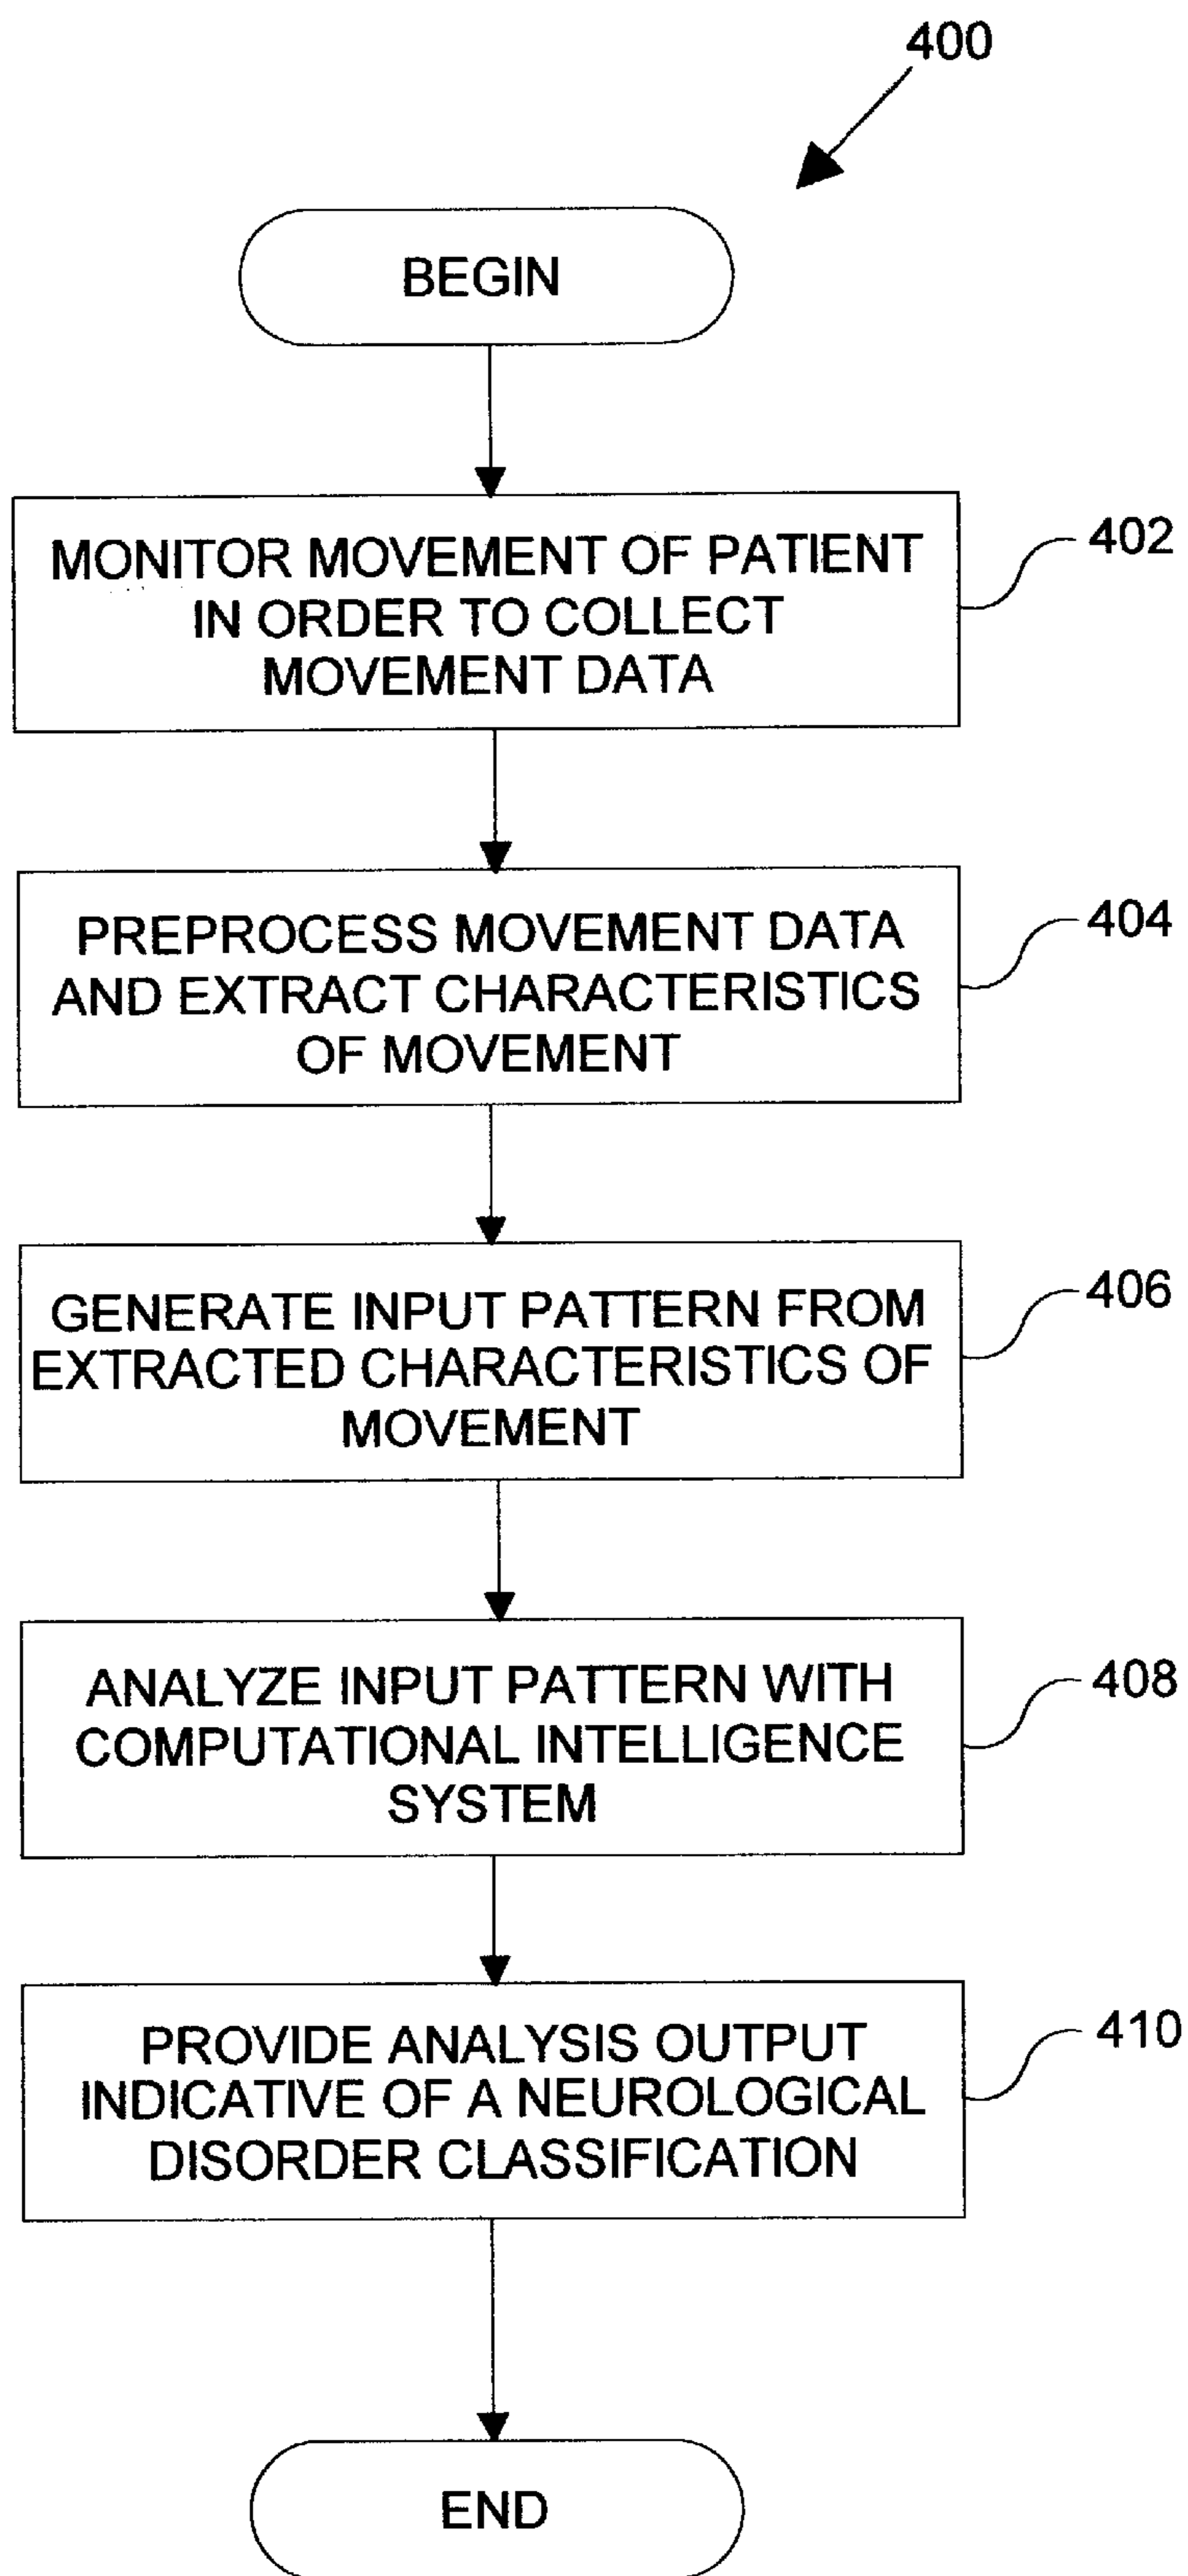 400
BEGIN
MONITOR MOVEMENT OF PATIENT
IN ORDER TO COLLECT
MOVEMENT DATA
402
PREPROCESS MOVEMENT DATA
AND EXTRACT CHARACTERISTICS
OF MOVEMENT
404
GENERATE INPUT PATTERN FROM
EXTRACTED CHARACTERISTICS OF
MOVEMENT
406
ANALYZE INPUT PATTERN WITH
COMPUTATIONAL INTELLIGENCE
SYSTEM
408
PROVIDE ANALYSIS OUTPUT
INDICATIVE OF A NEUROLOGICAL
DISORDER CLASSIFICATION
410
END